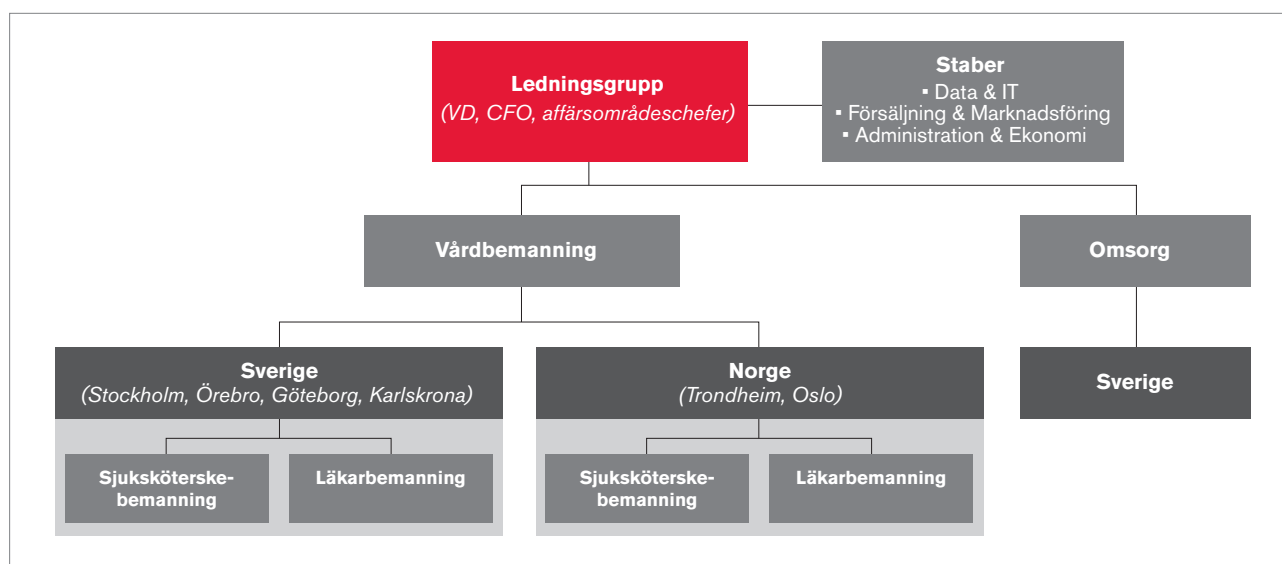 Ledningsgrupp
(VD, CFO, affärsområdeschefer)
Staber
▪ Data & IT
▪ Försäljning & Marknadsföring
▪ Administration & Ekonomi
Vårdbemanning
Omsorg
Sverige
(Stockholm, Örebro, Göteborg, Karlskrona)
Norge
(Trondheim, Oslo)
Sverige
Sjuksköterske-
bemanning
Läkarbemanning
Sjuksköterske-
bemanning
Läkarbemanning